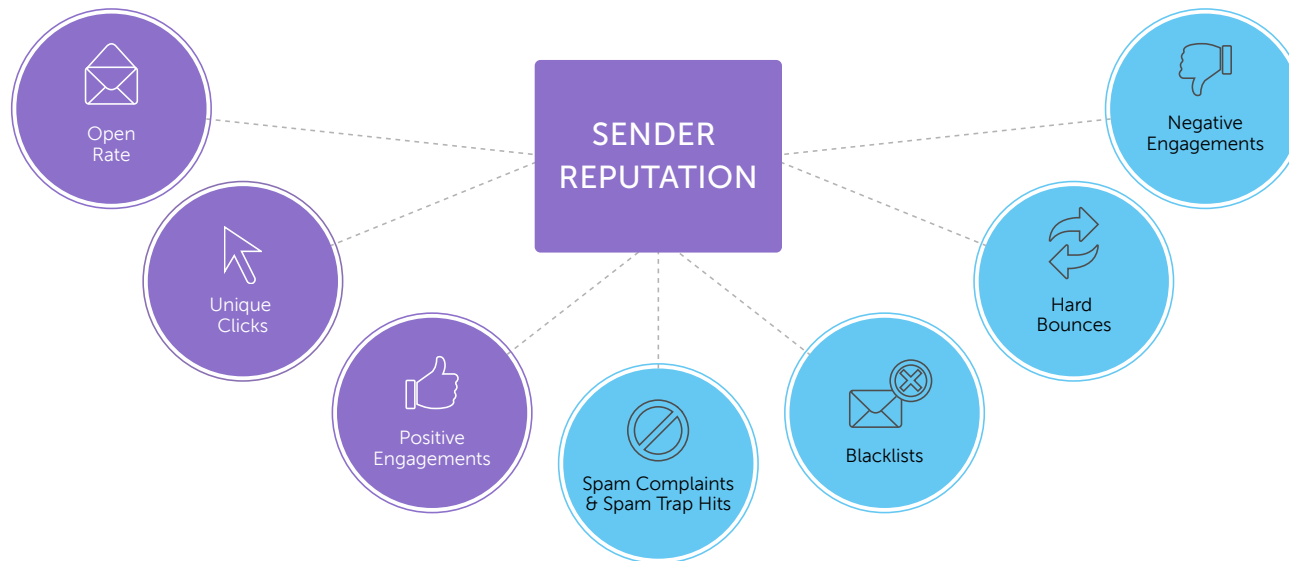 SENDER
REPUTATION
Open
Rate
Unique
Clicks
Positive
Engagements
Spam Complaints
& Spam Trap Hits
Blacklists
Hard
Bounces
Negative
Engagements